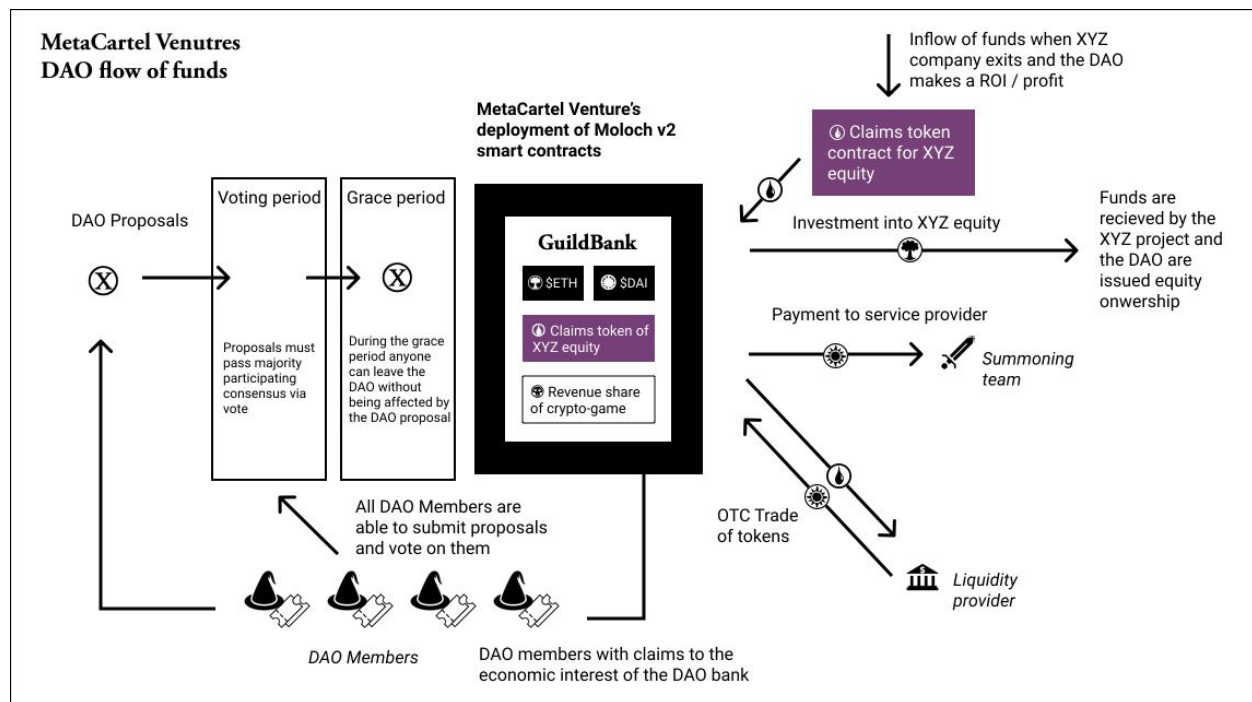 MetaCartel Venutres
DAO flow of funds
Inflow of funds when XYZ
company exits and the DAO
makes a ROI / profit
MetaCartel Venture's
deployment of Moloch v2
smart contracts
Claims token
contract for XYZ
equity
DAO Proposals
X
Voting period
Proposals must
pass majority
participating
consensus via
vote
Grace period
X
During the grace
period anyone
can leave the
DAO without
being affected by
the DAO proposal
GuildBank
$ETH
$DAI
Claims token of
XYZ equity
Revenue share
of crypto-game
Investment into XYZ equity
Funds are
recieved by the
XYZ project and
the DAO are
issued equity
onwership
Payment to service provider
Summoning
team
OTC Trade
of tokens
$
Liquidity
provider
All DAO Members are
able to submit proposals
and vote on them
DAO Members
DAO members with claims to the
economic interest of the DAO bank